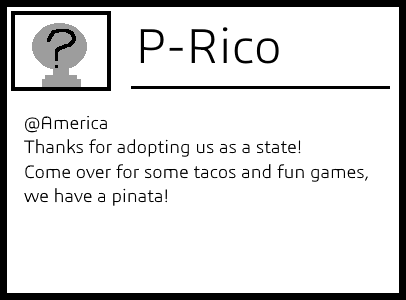 ?
P-Rico
@America
Thanks for adopting us as a state!
Come over for some tacos and fun games,
we have a pinata!